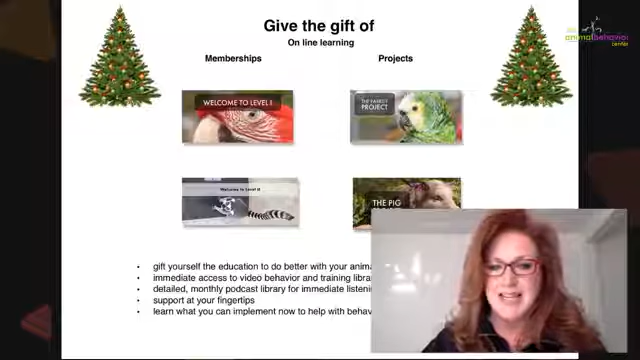 Give the gift of
On line learning
Memberships
Projects
WELCOME TO LEVEL I
THE PARROT
PROJECT
Welcome to Level II
THE PIG
• gift yourself the education to do better with your anima
• immediate access to video behavior and training librar
• detailed, monthly podcast library for immediate listenin
• support at your fingertips
• learn what you can implement now to help with behav
animalbehavior
center